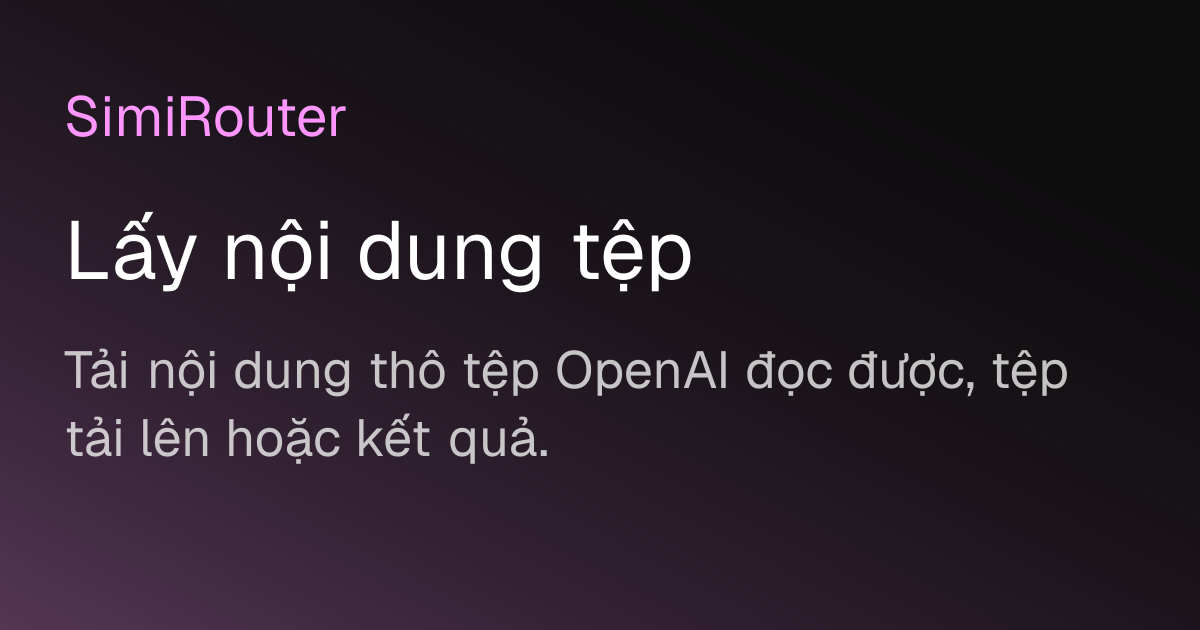 SimiRouter
Lấy nội dung tệp
Tải nội dung thô tệp OpenAI đọc được, tệp
tải lên hoặc kết quả.